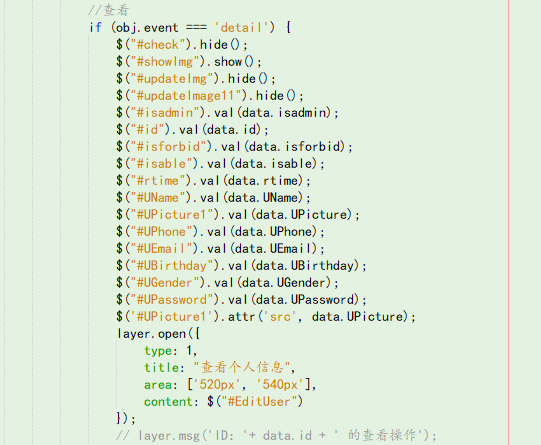 //查看
if (obj.event === 'detail') {
$("#check").hide();
$("#showImg").show();
$("#updateImg").hide();
$("#updateImage11").hide();
$("#isadmin").val(data.isadmin);
$("#id").val(data.id);
$("#isforbid").val(data.isforbid);
$("#isable").val(data.isable);
$("#rtime").val(data.rtime);
$("#UName").val(data.UName);
$("#UPicture1").val(data.UPicture);
$("#UPhone").val(data.UPhone);
$("#UEmail").val(data.UEmail);
$("#UBirthday").val(data.UBirthday);
$("#UGender").val(data.UGender);
$("#UPassword").val(data.UPassword);
$('#UPicture1').attr('src', data.UPicture);
layer.open({
type: 1,
title: "查看个人信息",
area: ['520px', '540px'],
content: $("#EditUser")
});
// layer.msg('ID: '+ data.id + ' 的查看操作');